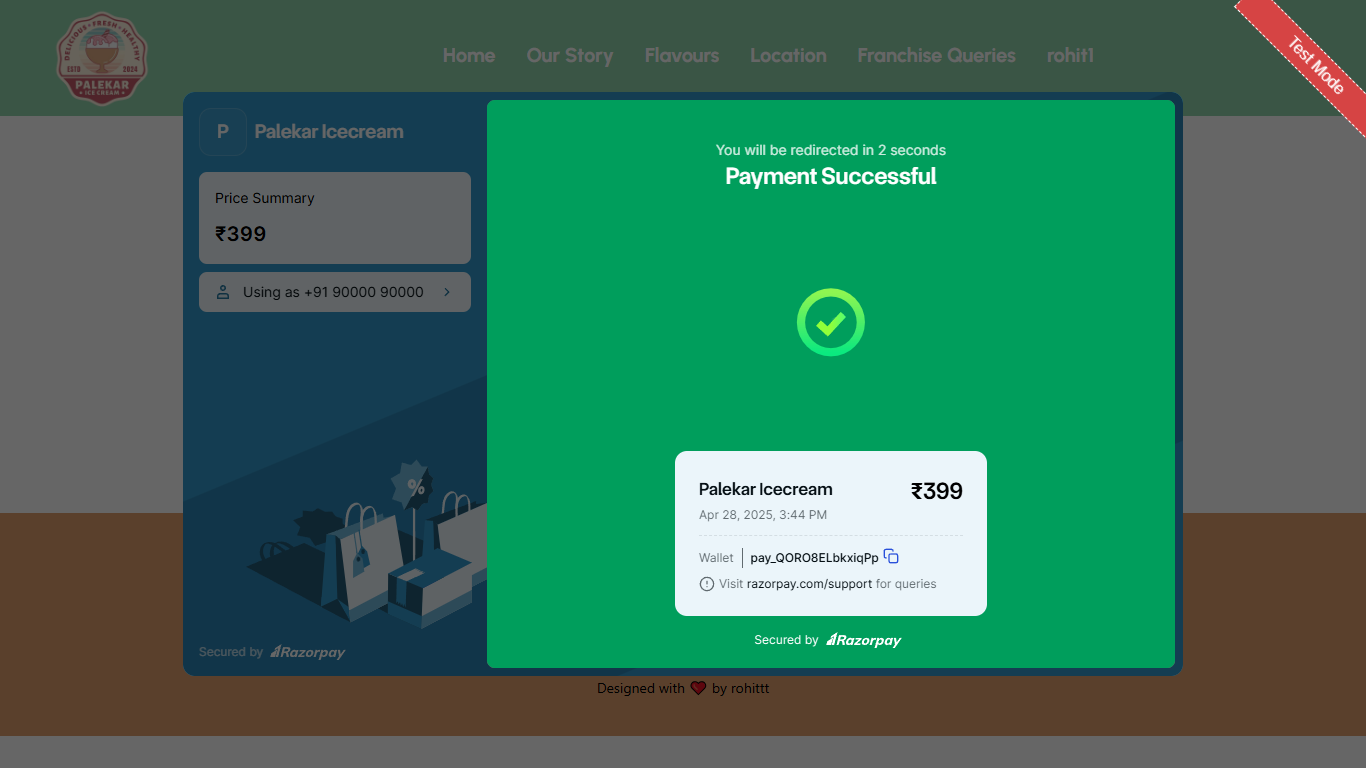 DELICIOUS • FRESH • HEALTHY
ESTD 2024
PALEKAR
ICE CREAM
Home Our Story Flavours Location Franchise Queries rohit1
Test Mode
P Palekar Icecream
Price Summary
₹399
Using as +91 90000 90000
%
Secured by Razorpay
You will be redirected in 2 seconds
Payment Successful
Palekar Icecream ₹399
Apr 28, 2025, 3:44 PM
Wallet pay_QORO8ELbkxiqPp
Visit razorpay.com/support for queries
Secured by Razorpay
Designed with ❤ by rohittt